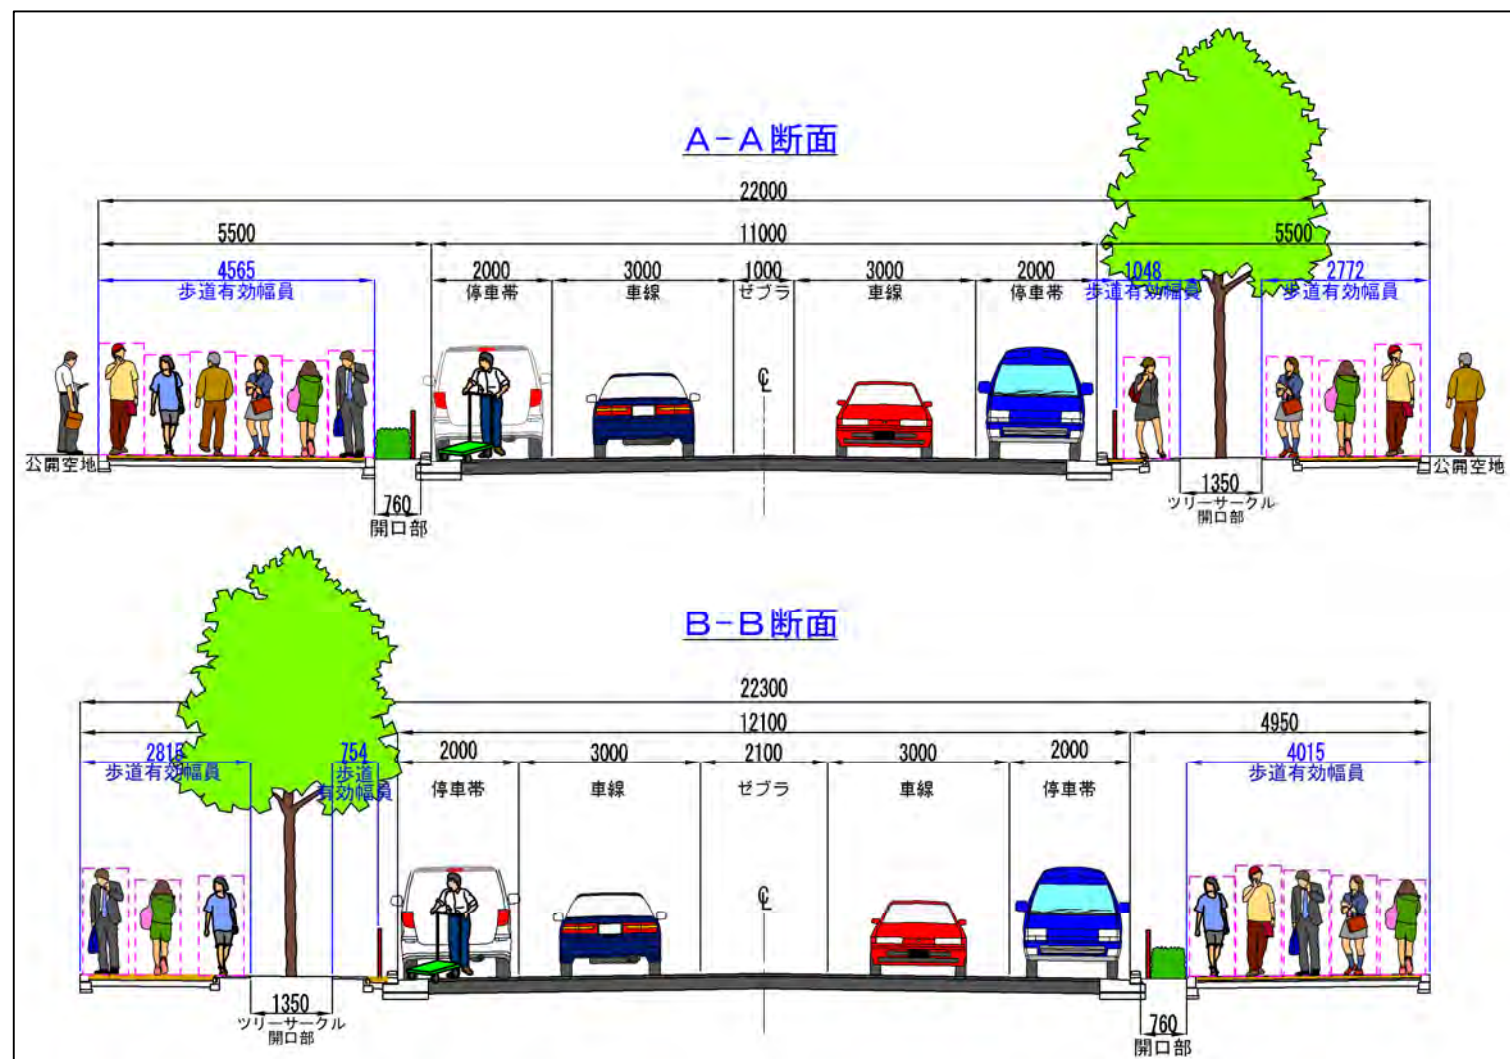 A-A断面
22000
5500
11000
5500
4565
2000
3000
1000
3000
2000
1048
2772
歩道有効幅員
停車帯
車線
ゼブラ
車線
停車帯
歩道有効幅員
歩道有効幅員
℄
公開空地
公開空地
760
開口部
1350
ツリーサークル
開口部
B-B断面
22300
12100
4950
754
2000
3000
2100
3000
2000
4015
歩道有効幅員
歩道
有効幅員
停車帯
車線
ゼブラ
車線
停車帯
歩道有効幅員
℄
1350
ツリーサークル
開口部
760
開口部